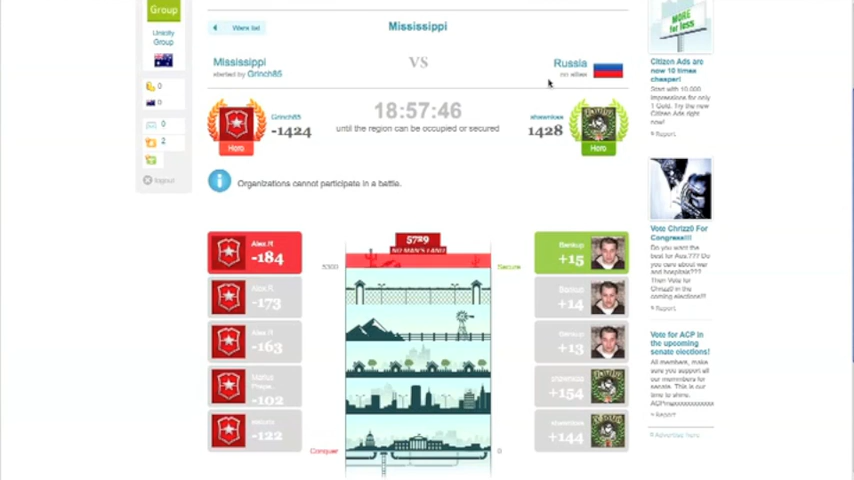 Group
Unicity
Group
0
0
0
2
logout
Wars list
Mississippi
Mississippi
started by Grinch85
VS
Russia
no allies
Grinch85
-1424
Hero
18:57:46
until the region can be occupied or secured
1428
Hero
Organizations cannot participate in a battle.
Alex R
-184
Alex R
-173
Alex R
-163
-102
-122
5789
NO MAN'S LAND
5300
Secure
Conquer
0
+15
+14
+13
+154
+144
MORE
for less
Citizen Ads are
now 10 times
cheaper!
Start with 10.000
impressions for only
1 Gold. Try the new
Citizen Ads right
now!
Report
Vote Chrizz0 For
Congress!!!
Do you want the
best for Aus.??? Do
you care about war
and hospitals???
Then Vote for
Chrizz0 in the
coming elections!!!
Report
Vote for ACP in
the upcoming
senate elections!
All members, make
sure you support all
our memmbers for
senate. This is our
time to shine.
Report
Advertise here